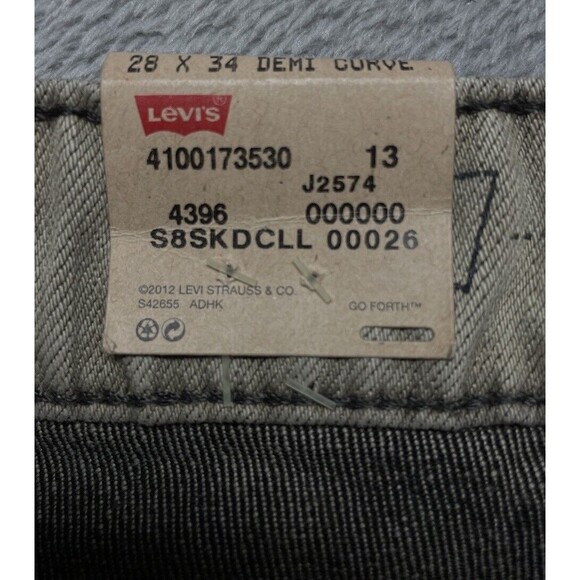 28 X 34 DEMI CURVE
LEVI'S®
4100173530 13
J2574
4396 000000
S8SKDCLL 00026
©2012 LEVI STRAUSS & CO.
S42655 ADHK GO FORTH™